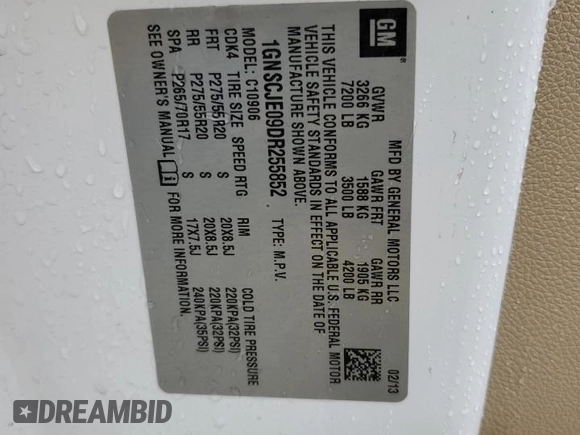 GM
MFD BY GENERAL MOTORS LLC
02/13
GVWR GAWR FRT GAWR RR
3266 KG 1588 KG 1905 KG
7200 LB 3500 LB 4200 LB
THIS VEHICLE CONFORMS TO ALL APPLICABLE U.S. FEDERAL MOTOR
VEHICLE SAFETY STANDARDS IN EFFECT ON THE DATE OF
MANUFACTURE SHOWN ABOVE.
1GNSCJE09DR255852 TYPE: M.P.V.
MODEL: C10906
CDK4 TIRE SIZE SPEED RTG RIM COLD TIRE PRESSURE
FRT P275/55R20 S 20X8.5J 220KPA(32PSI)
RR P275/55R20 S 20X8.5J 220KPA(32PSI)
SPA P265/70R17 S 17X7.5J 240KPA(35PSI)
SEE OWNER'S MANUAL FOR MORE INFORMATION.
DREAMBID